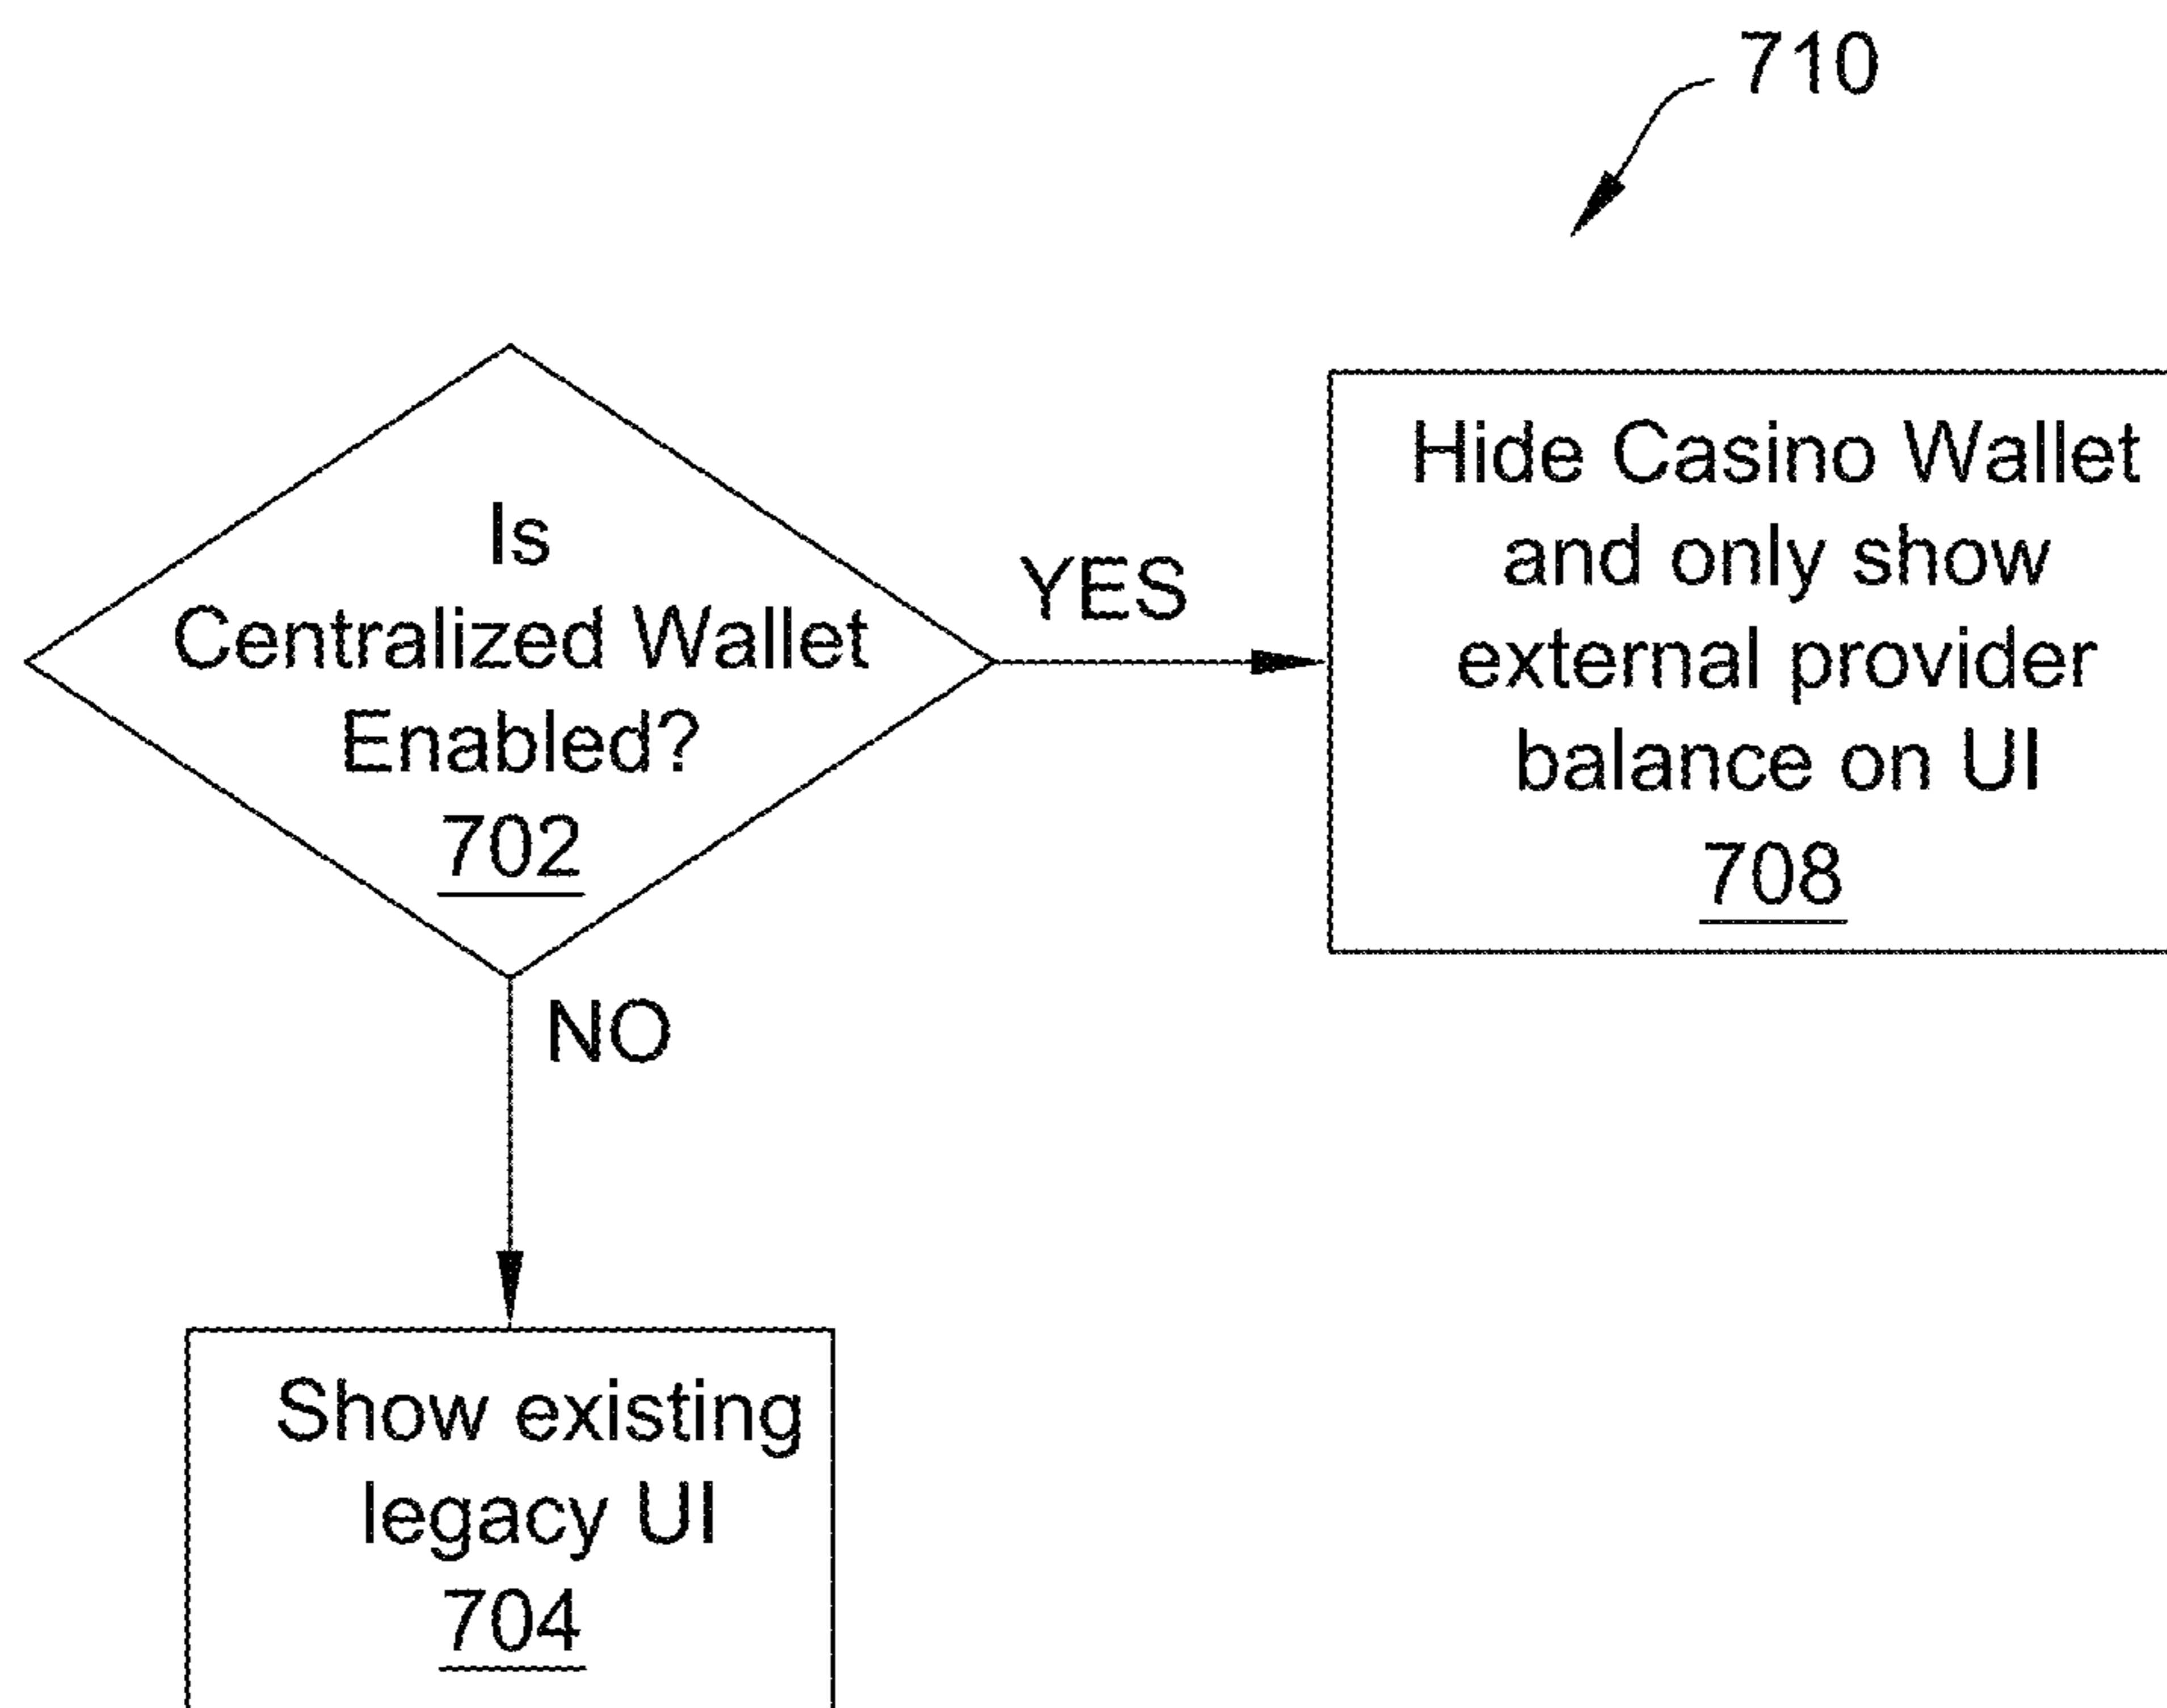 710
Is
Centralized Wallet
Enabled?
702
YES
Hide Casino Wallet
and only show
external provider
balance on UI
708
NO
Show existing
legacy UI
704